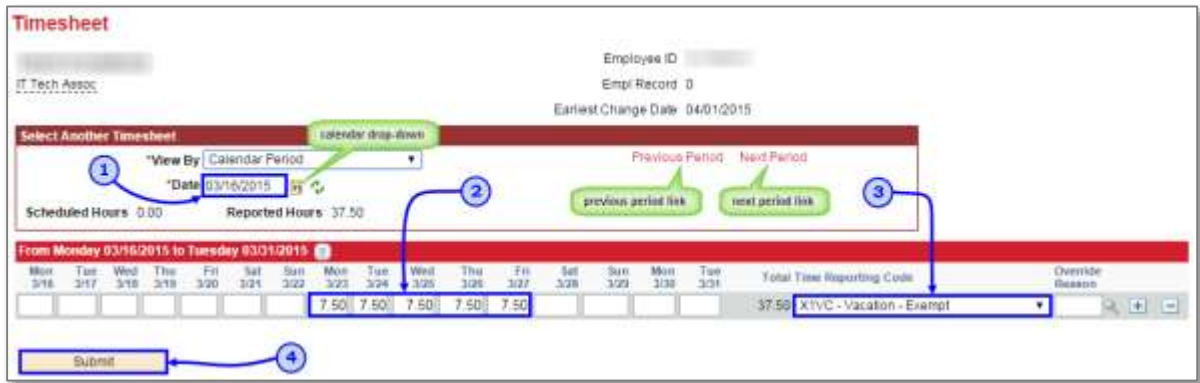 Timesheet
Employee ID
IT Tech Assoc
Empl Record 0
Earliest Change Date 04/01/2015
Select Another Timesheet
calendar drop-down
*View By Calendar Period
Previous Period Next Period
1
2
3
*Date 03/16/2015
previous period link
next period link
Scheduled Hours 0.00 Reported Hours 37.50
From Monday 03/16/2015 to Tuesday 03/31/2015
Mon Tue Wed Thu Fri Sat Sun Mon Tue Wed Thu Fri Sat Sun Mon Tue Total Time Reporting Code Override
3/16 3/17 3/18 3/19 3/20 3/21 3/22 3/23 3/24 3/25 3/26 3/27 3/28 3/29 3/30 3/31 Reason
7.50 7.50 7.50 7.50 7.50 37.50 X1VC - Vacation - Exempt
Submit
4